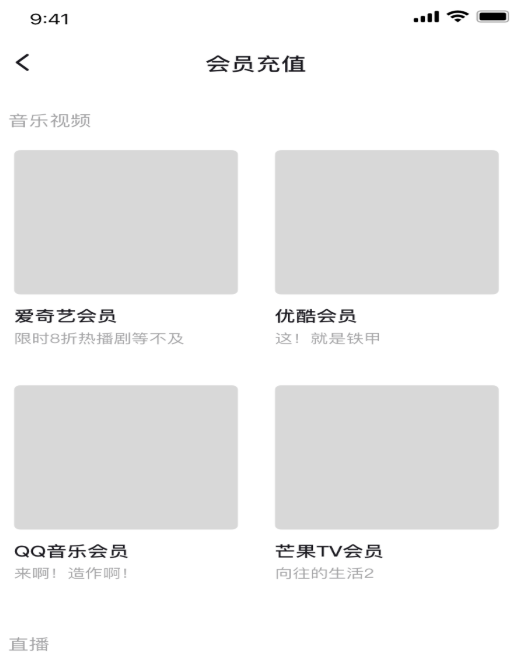 9:41
会员充值
音乐视频
爱奇艺会员
限时8折热播剧等不及
优酷会员
这！就是铁甲
QQ音乐会员
来啊！造作啊！
芒果TV会员
向往的生活2
直播